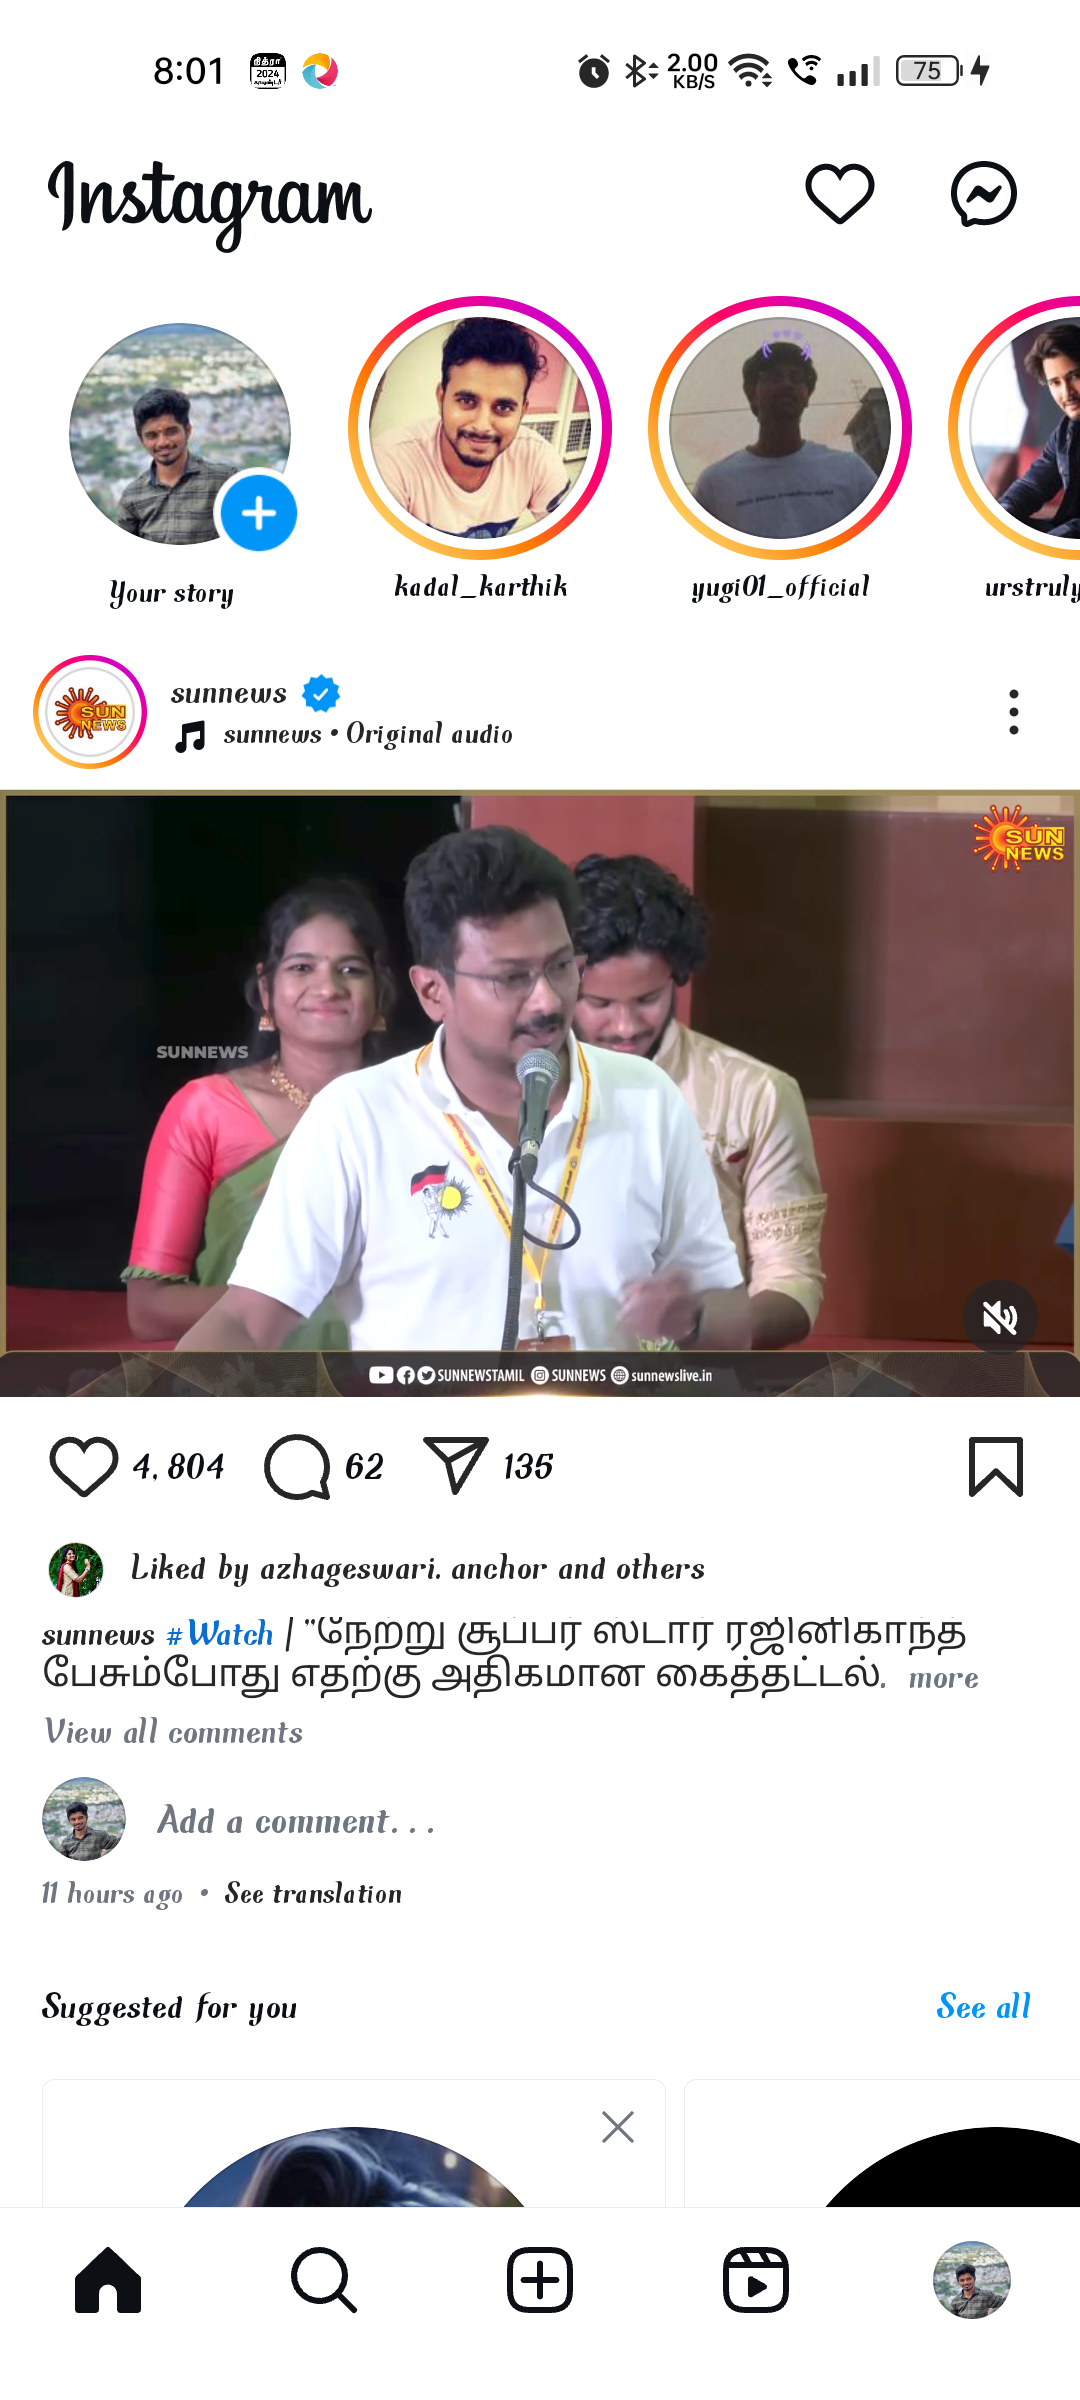 8:01
நித்ரா
2024
2.00
KB/S
75
Instagram
Your story
kadal_karthik
yugi01_official
urstruly
sunnews
sunnews • Original audio
SUN
NEWS
SUN
NEWS
SUNNEWS
SUNNEWSTAMIL SUNNEWS sunnewslive.in
4,804 62 135
Liked by azhageswari.anchor and others
sunnews #Watch | "நேற்று சூப்பர் ஸ்டார் ரஜினிகாந்த்
பேசும்போது எதற்கு அதிகமான கைத்தட்டல். more
View all comments
Add a comment...
11 hours ago • See translation
Suggested for you
See all